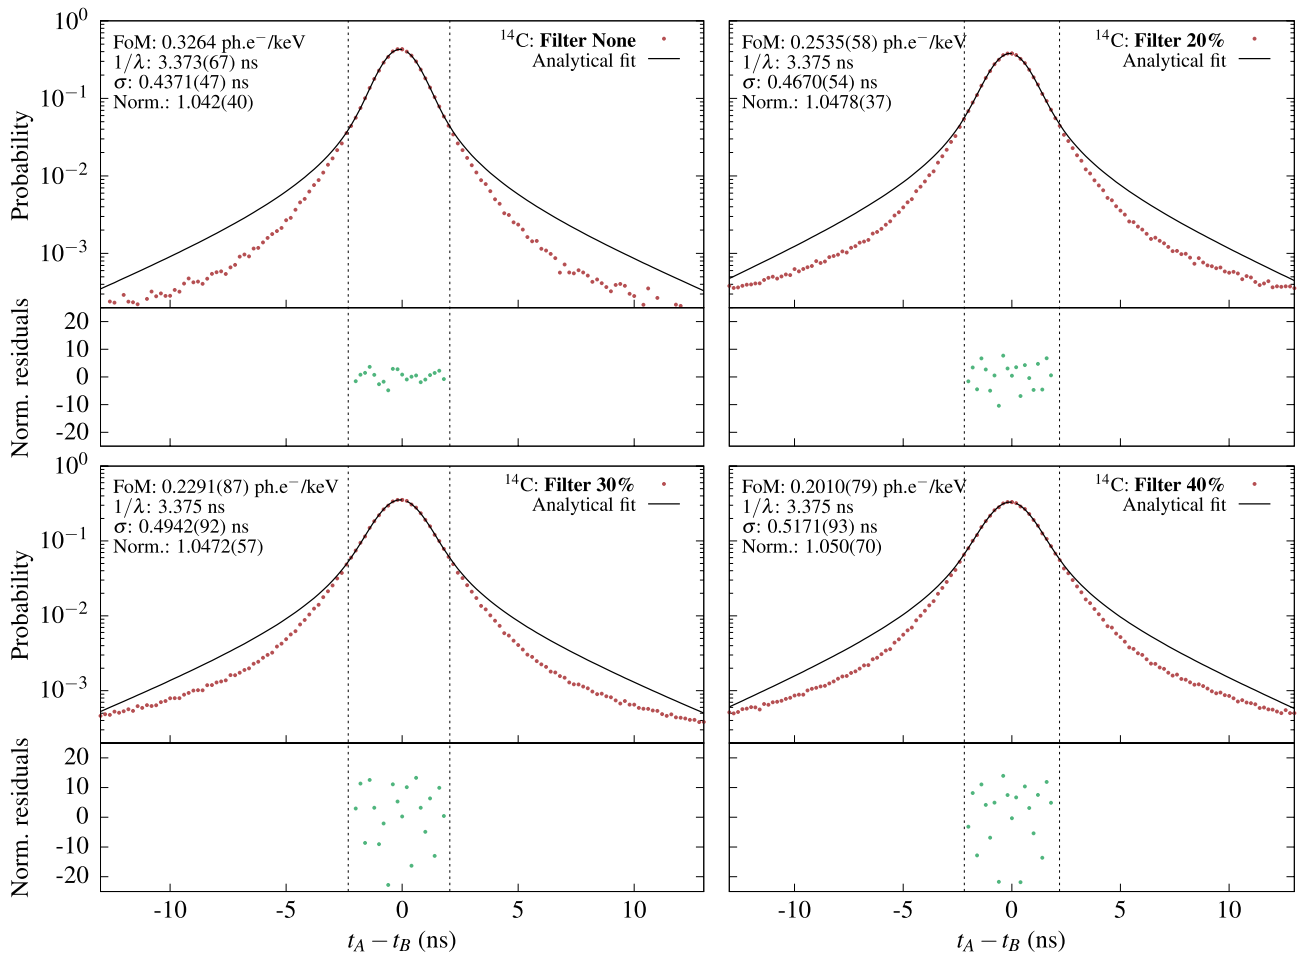 10⁰
10⁻¹
10⁻²
10⁻³
Probability
FoM: 0.3264 ph.e⁻/keV
1/λ: 3.373(67) ns
σ: 0.4371(47) ns
Norm.: 1.042(40)
¹⁴C: Filter None
Analytical fit
FoM: 0.2535(58) ph.e⁻/keV
1/λ: 3.375 ns
σ: 0.4670(54) ns
Norm.: 1.0478(37)
¹⁴C: Filter 20%
Analytical fit
20
10
0
-10
-20
Norm. residuals
10⁰
10⁻¹
10⁻²
10⁻³
Probability
FoM: 0.2291(87) ph.e⁻/keV
1/λ: 3.375 ns
σ: 0.4942(92) ns
Norm.: 1.0472(57)
¹⁴C: Filter 30%
Analytical fit
FoM: 0.2010(79) ph.e⁻/keV
1/λ: 3.375 ns
σ: 0.5171(93) ns
Norm.: 1.050(70)
¹⁴C: Filter 40%
Analytical fit
20
10
0
-10
-20
Norm. residuals
-10 -5 0 5 10
t_A − t_B (ns)
-10 -5 0 5 10
t_A − t_B (ns)